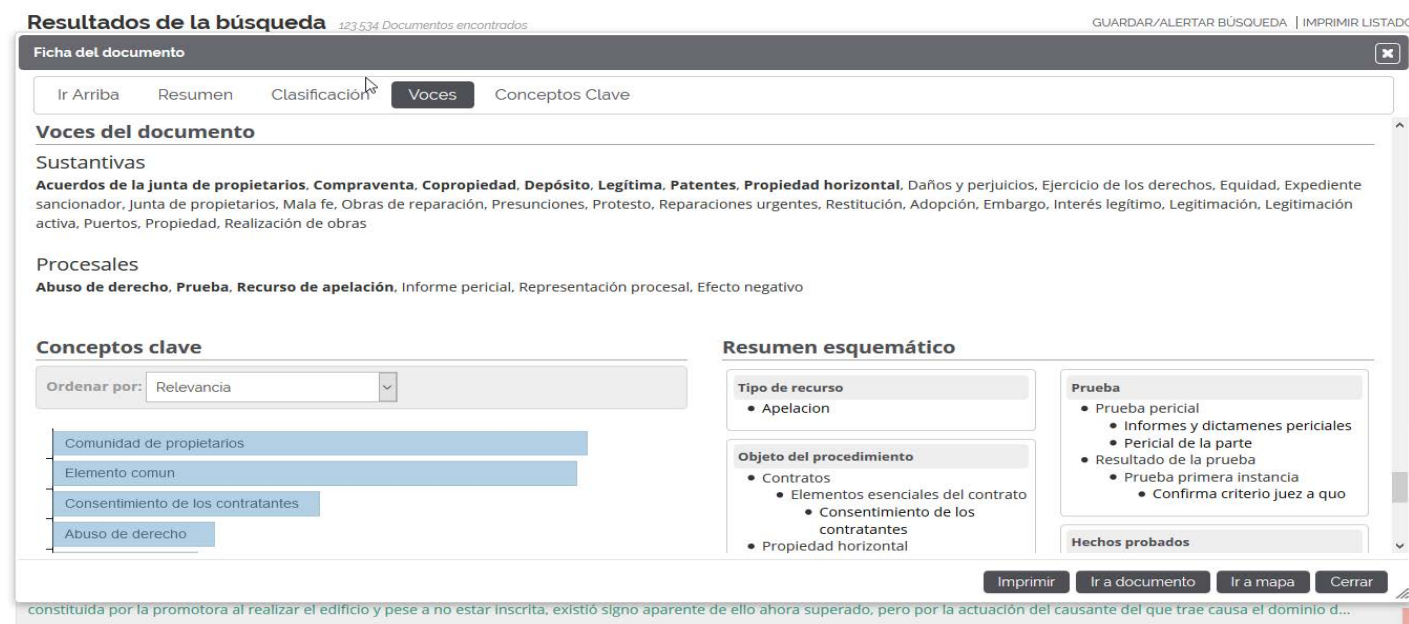 Resultados de la búsqueda 123.534 Documentos encontrados
GUARDAR/ALERTAR BÚSQUEDA | IMPRIMIR LISTADO
Ficha del documento
Ir Arriba Resumen Clasificación Voces Conceptos Clave
Voces del documento
Sustantivas
Acuerdos de la junta de propietarios, Compraventa, Copropiedad, Depósito, Legítima, Patentes, Propiedad horizontal, Daños y perjuicios, Ejercicio de los derechos, Equidad, Expediente
sancionador, Junta de propietarios, Mala fe, Obras de reparación, Presunciones, Protesto, Reparaciones urgentes, Restitución, Adopción, Embargo, Interés legítimo, Legitimación, Legitimación
activa, Puertos, Propiedad, Realización de obras
Procesales
Abuso de derecho, Prueba, Recurso de apelación, Informe pericial, Representación procesal, Efecto negativo
Conceptos clave
Ordenar por: Relevancia
Comunidad de propietarios
Elemento comun
Consentimiento de los contratantes
Abuso de derecho
Resumen esquemático
Tipo de recurso
• Apelacion
Objeto del procedimiento
• Contratos
• Elementos esenciales del contrato
• Consentimiento de los
contratantes
• Propiedad horizontal
Prueba
• Prueba pericial
• Informes y dictamenes periciales
• Pericial de la parte
• Resultado de la prueba
• Prueba primera instancia
• Confirma criterio juez a quo
Hechos probados
Imprimir Ir a documento Ir a mapa Cerrar
constituida por la promotora al realizar el edificio y pese a no estar inscrita, existió signo aparente de ello ahora superado, pero por la actuación del causante del que trae causa el dominio d...